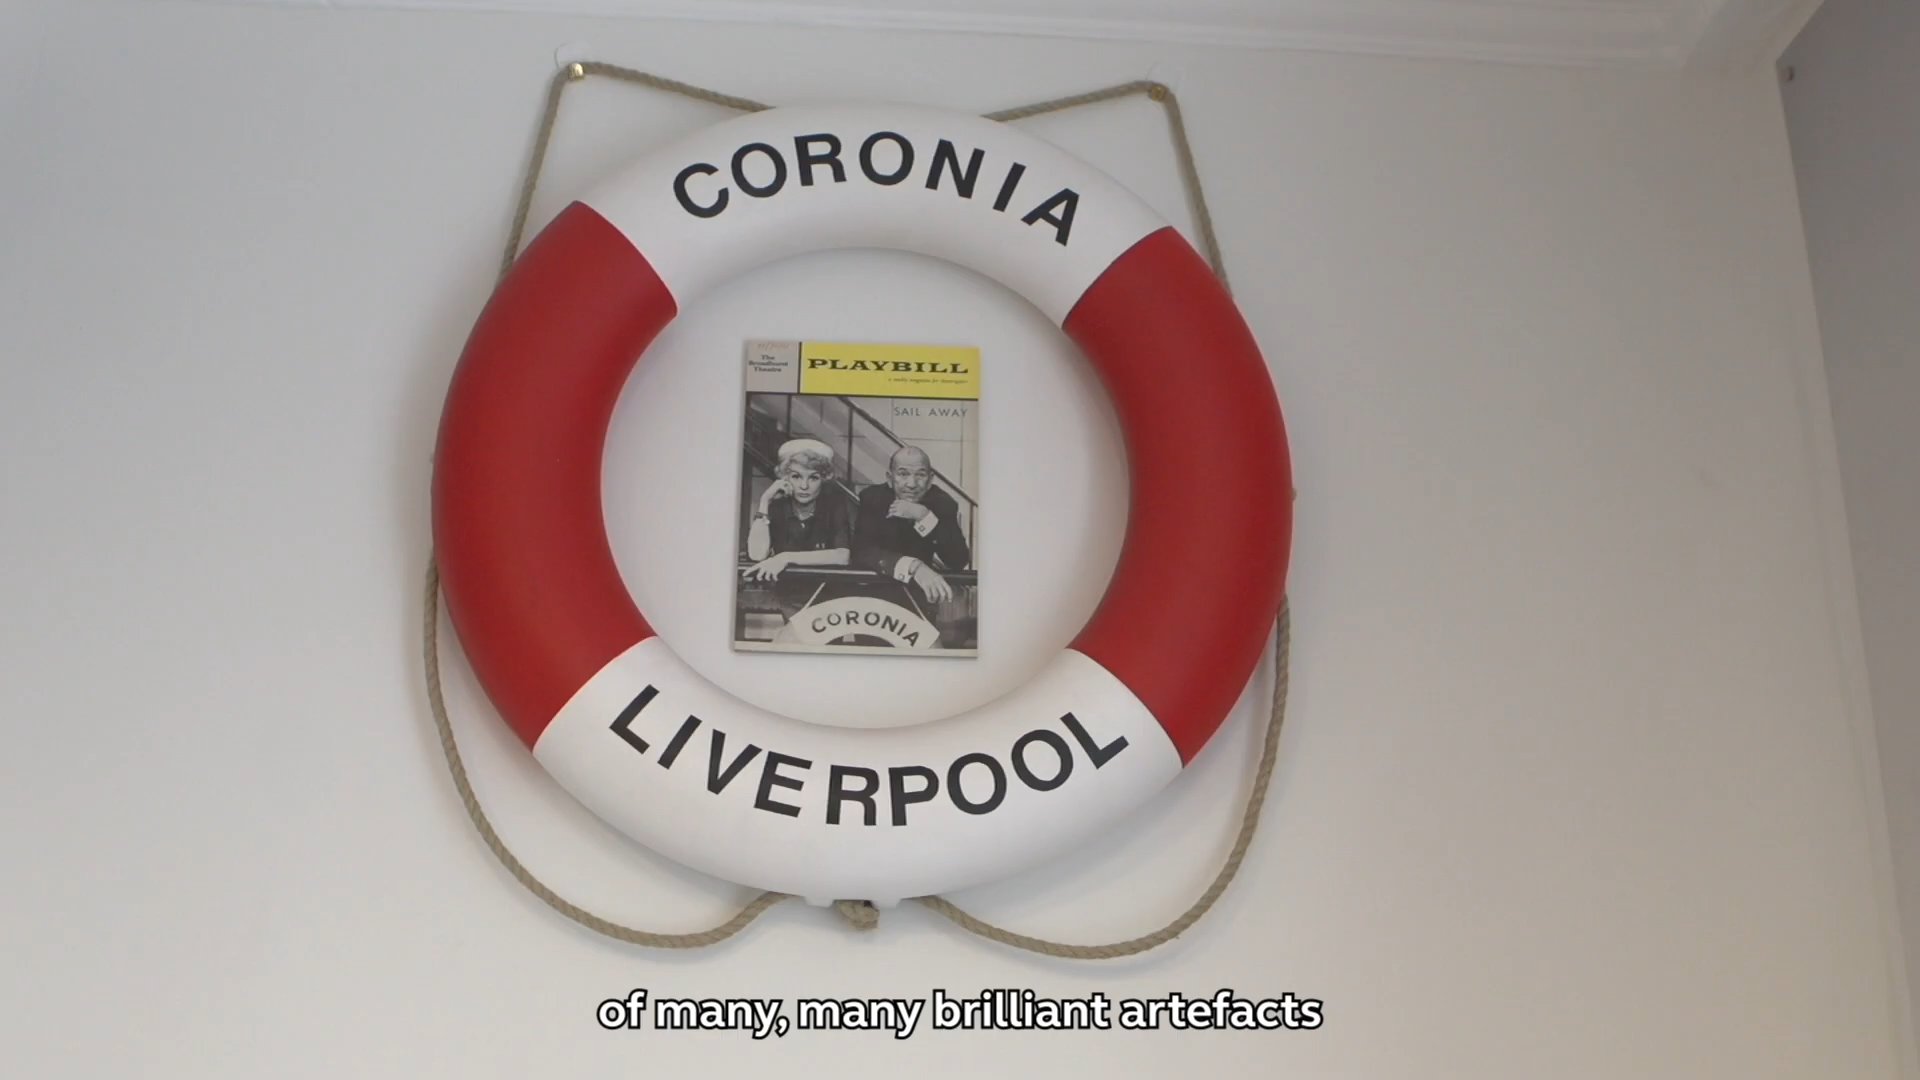 CORONIA
The
Broadhurst
Theatre
PLAYBILL
SAIL AWAY
CORONIA
LIVERPOOL
of many, many brilliant artefacts